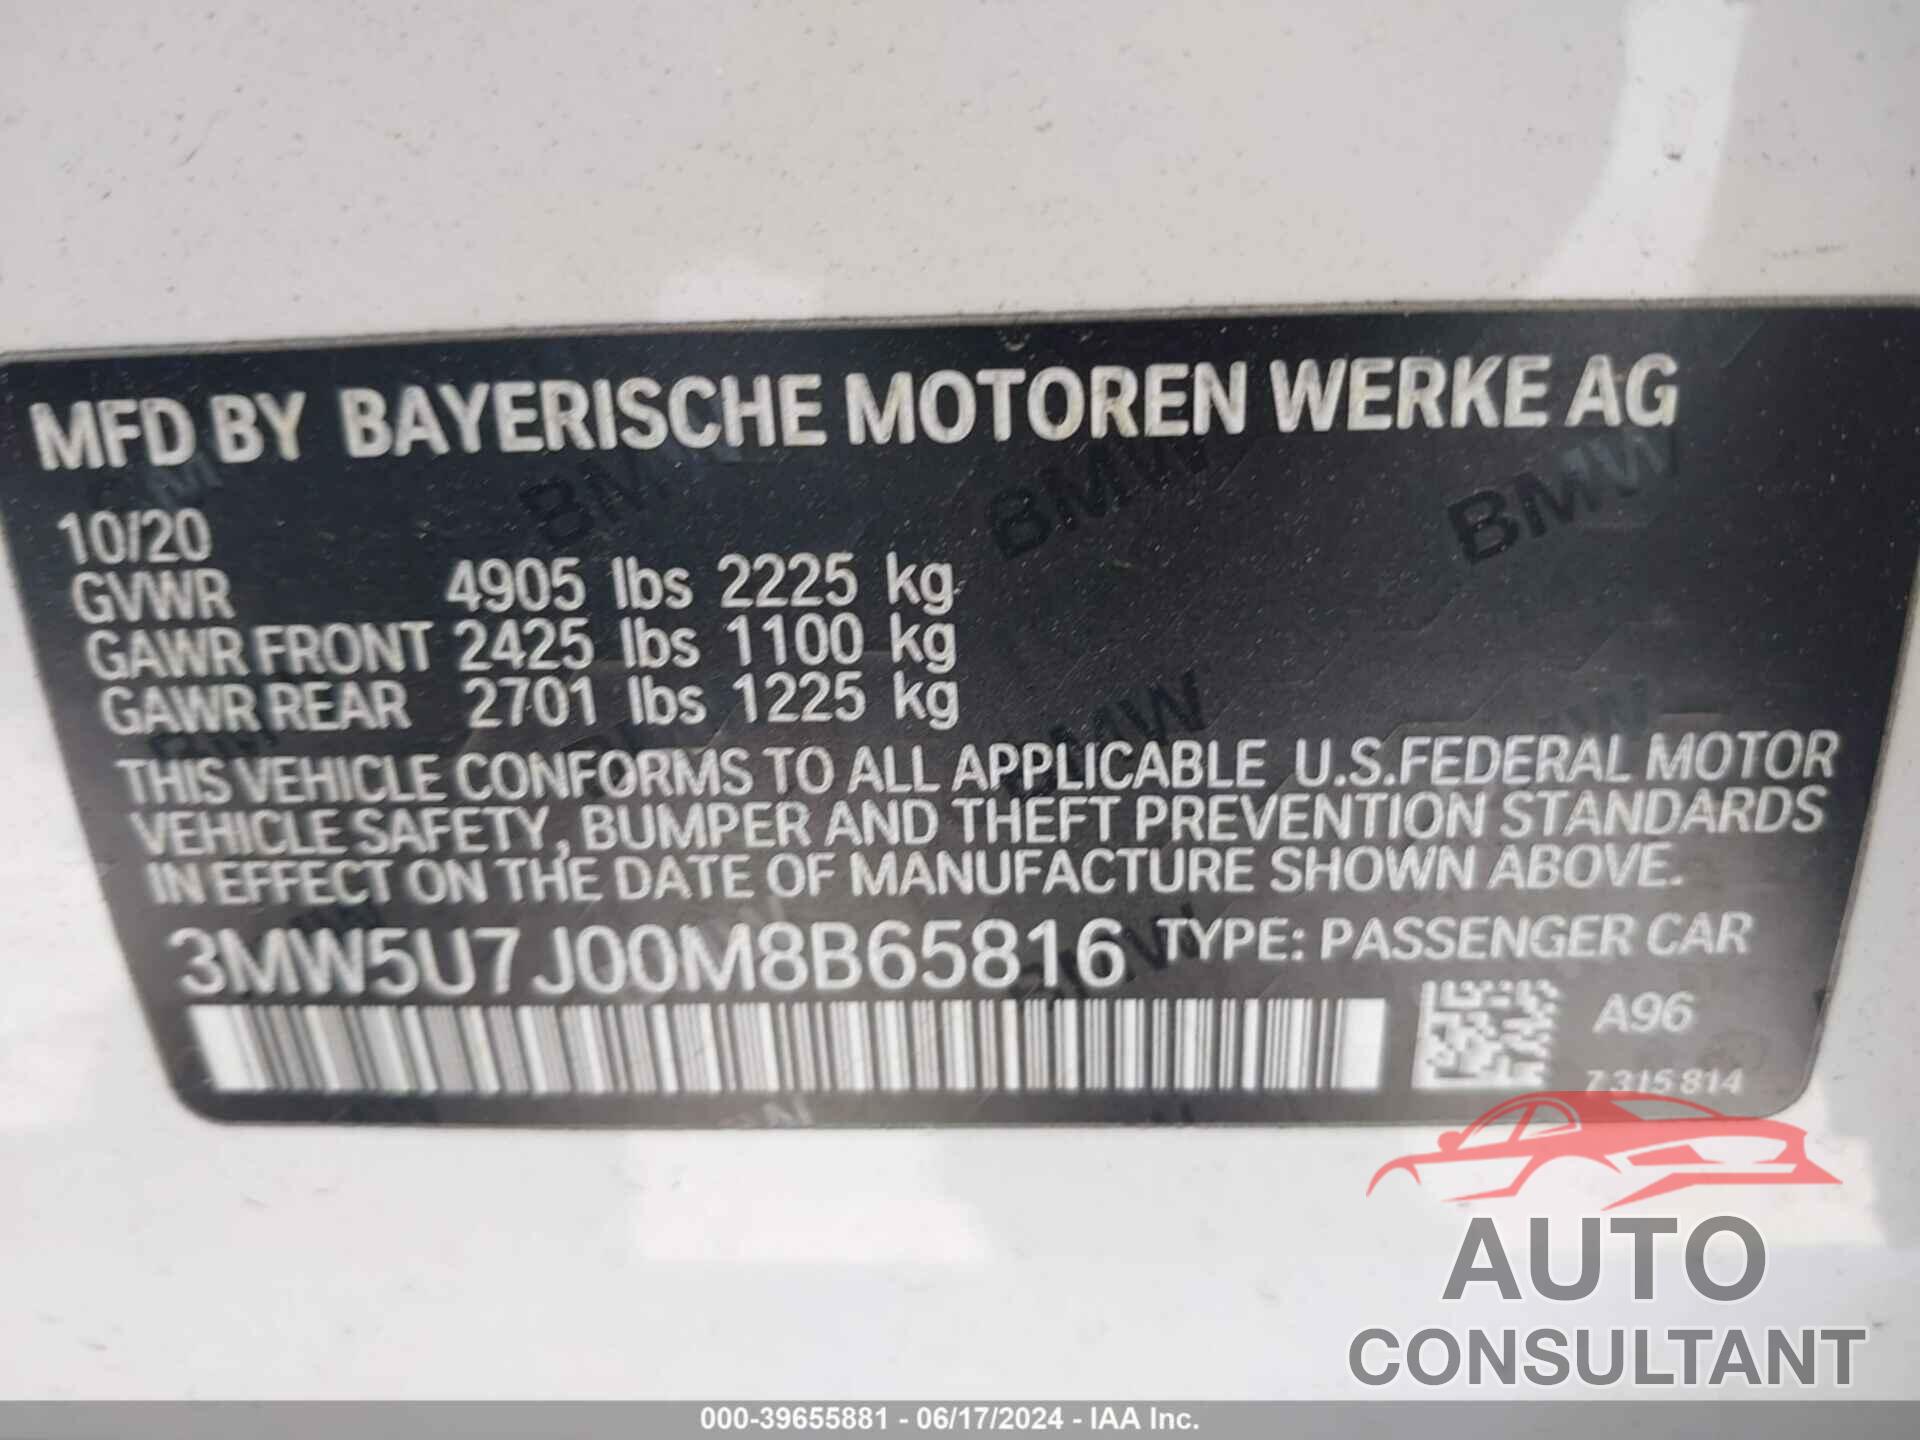 MFD BY BAYERISCHE MOTOREN WERKE AG
10/20
GVWR 4905 lbs 2225 kg
GAWR FRONT 2425 lbs 1100 kg
GAWR REAR 2701 lbs 1225 kg
THIS VEHICLE CONFORMS TO ALL APPLICABLE U.S.FEDERAL MOTOR
VEHICLE SAFETY, BUMPER AND THEFT PREVENTION STANDARDS
IN EFFECT ON THE DATE OF MANUFACTURE SHOWN ABOVE.
3MW5U7J00M8B65816 TYPE: PASSENGER CAR
A96
7315814
AUTO
CONSULTANT
000-39655881 - 06/17/2024 - IAA Inc.